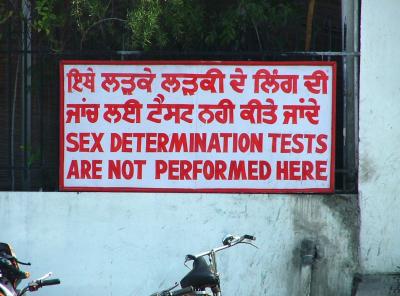 ਇਥੇ ਲੜਕੇ ਲੜਕੀ ਦੇ ਲਿੰਗ ਦੀ
ਜਾਂਚ ਲਈ ਟੈਸਟ ਨਹੀ ਕੀਤੇ ਜਾਂਦੇ
SEX DETERMINATION TESTS
ARE NOT PERFORMED HERE